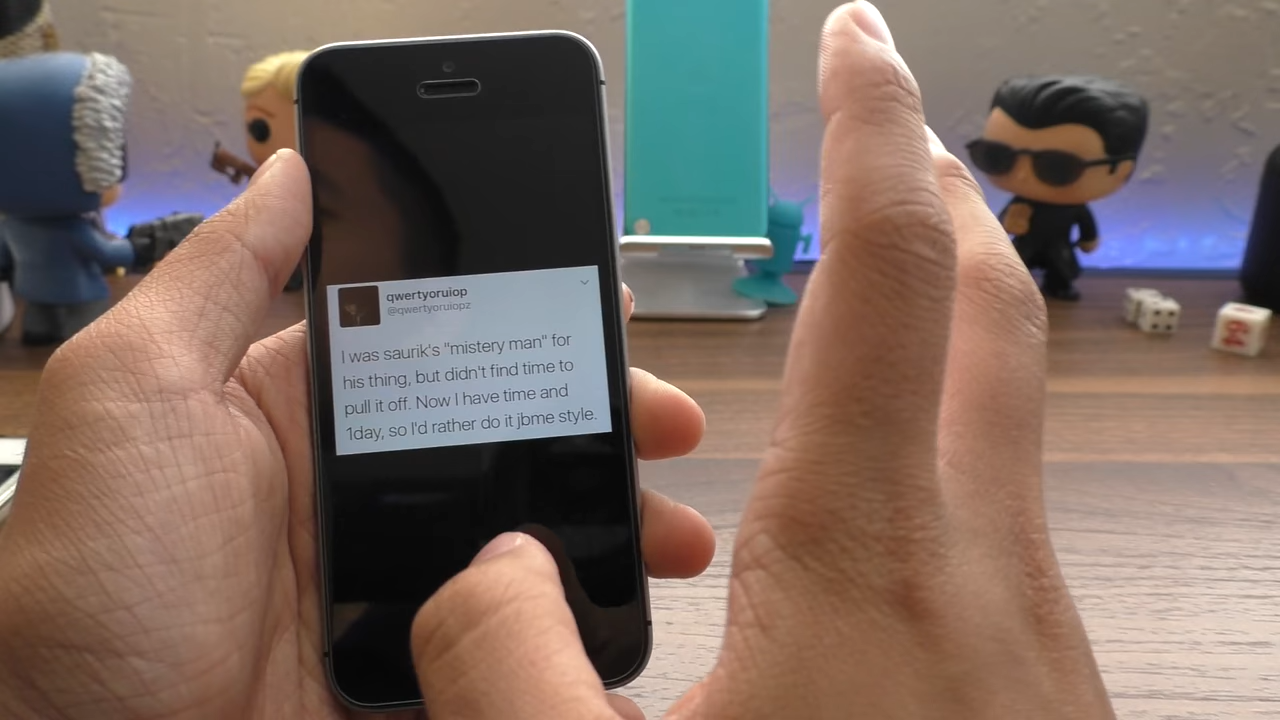 qwertyoruiop
@qwertyoruiopz
I was saurik's "mistery man" for
his thing, but didn't find time to
pull it off. Now I have time and
1day, so I'd rather do it jbme style.
64